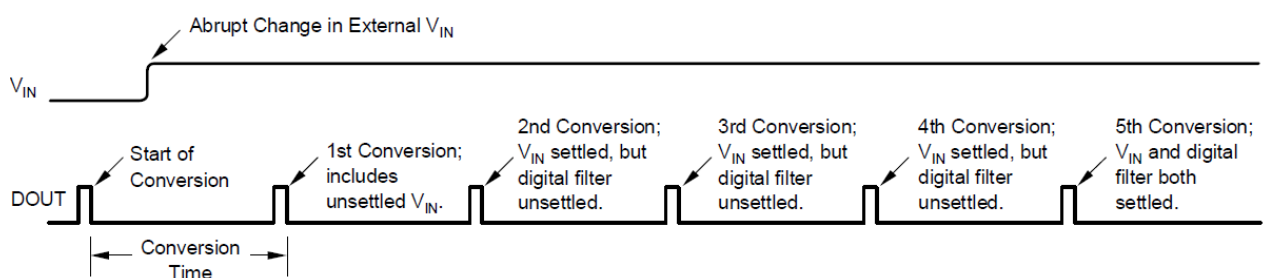 Abrupt Change in External VIN
VIN
Start of
Conversion
1st Conversion;
includes
unsettled VIN.
2nd Conversion;
VIN settled, but
digital filter
unsettled.
3rd Conversion;
VIN settled, but
digital filter
unsettled.
4th Conversion;
VIN settled, but
digital filter
unsettled.
5th Conversion;
VIN and digital
filter both
settled.
DOUT
Conversion
Time